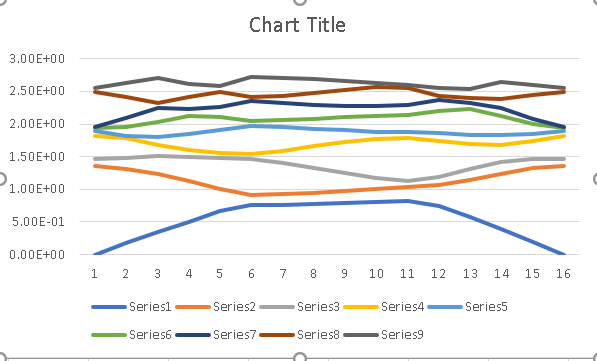 Chart Title
3.00E+00
2.50E+00
2.00E+00
1.50E+00
1.00E+00
5.00E-01
0.00E+00
1 2 3 4 5 6 7 8 9 10 11 12 13 14 15 16
Series1 Series2 Series3 Series4 Series5
Series6 Series7 Series8 Series9